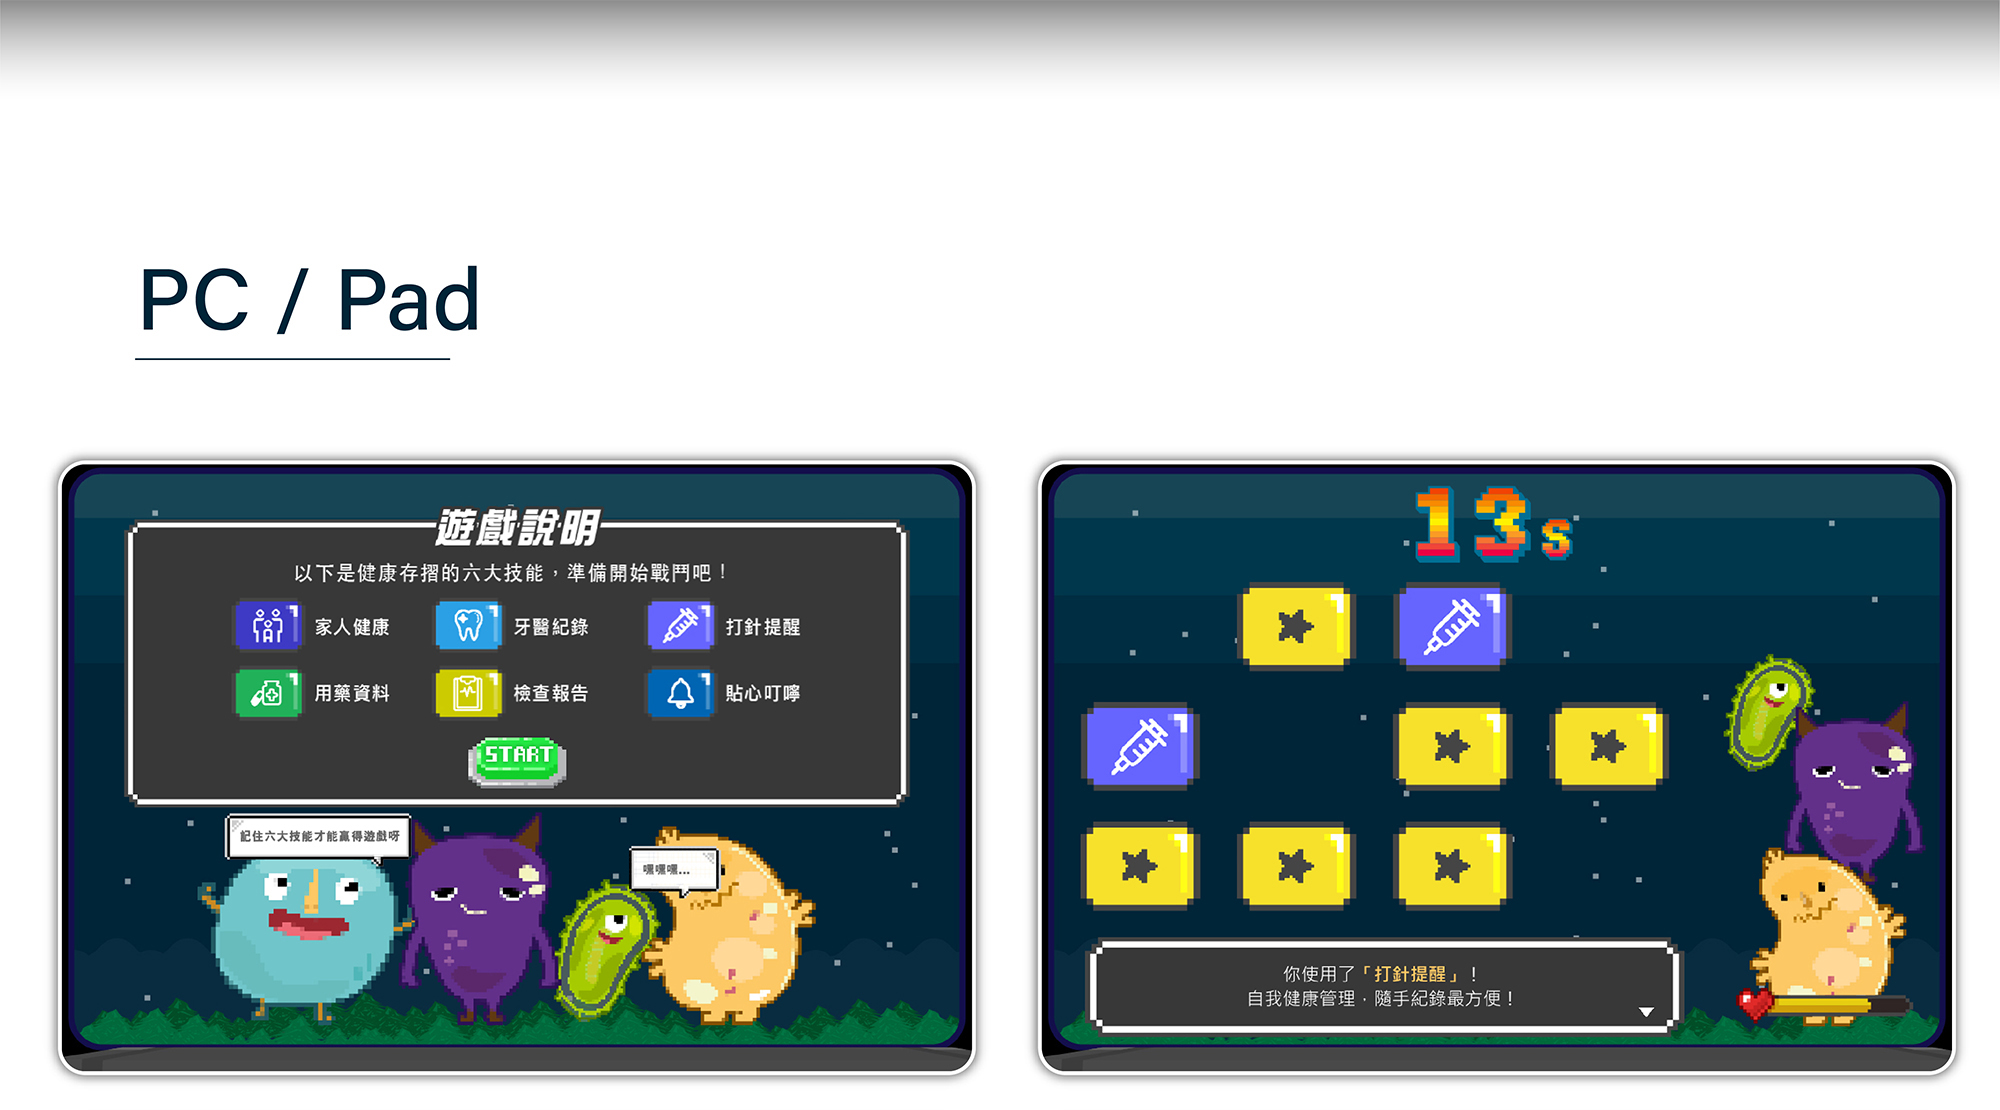 PC / Pad
遊戲說明
以下是健康存摺的六大技能，準備開始戰鬥吧！
家人健康
牙醫紀錄
打針提醒
用藥資料
檢查報告
貼心叮嚀
START
記住六大技能才能贏得遊戲呀
嘿嘿嘿...
13s
你使用了「打針提醒」！
自我健康管理，隨手紀錄最方便！